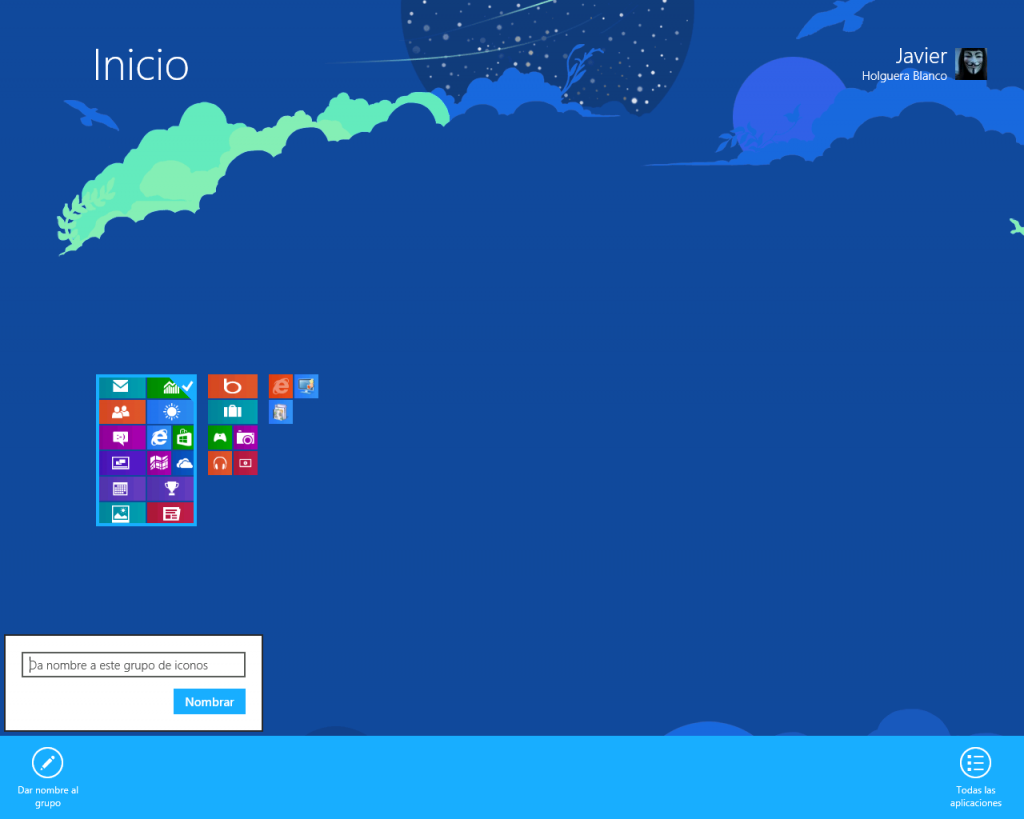 Inicio
Javier
Holguera Blanco
Da nombre a este grupo de iconos
Nombrar
Dar nombre al
grupo
Todas las
aplicaciones